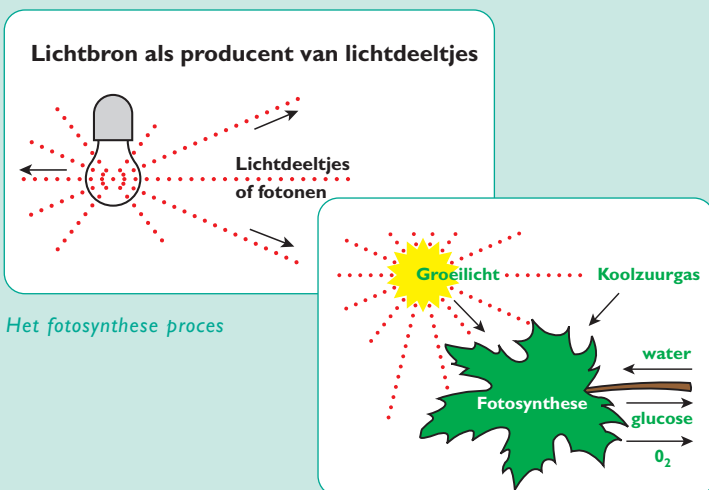 Lichtbron als producent van lichtdeeltjes
Lichtdeeltjes
of fotonen
Het fotosynthese proces
Groeilicht
Koolzuurgas
water
Fotosynthese
glucose
0₂